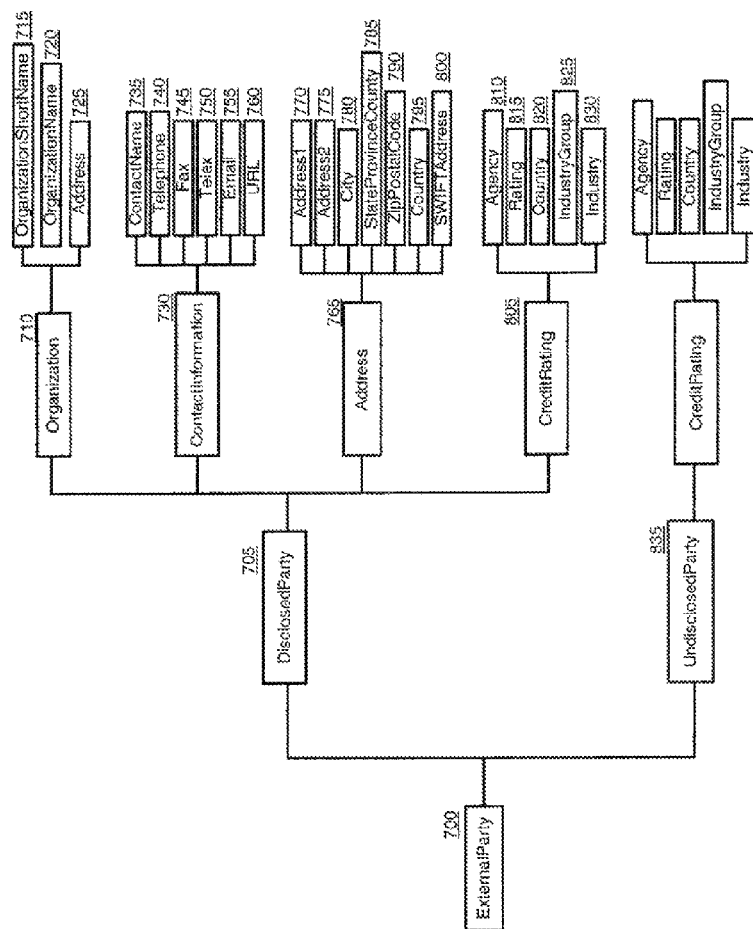 700
ExternalParty
705
DisclosedParty
710
Organization
OrganizationShortName 715
OrganizationName 720
Address 725
730
ContactInformation
ContactName 735
Telephone 740
Fax 745
Telex 750
Email 755
URL 760
765
Address
Address1 770
Address2 775
City 780
StateProvinceCounty 785
ZipPostalCode 790
Country 795
SWIFTAddress 800
805
CreditRating
Agency 810
Rating 815
Country 820
IndustryGroup 825
Industry 830
835
UndisclosedParty
CreditRating
Agency
Rating
Country
IndustryGroup
Industry